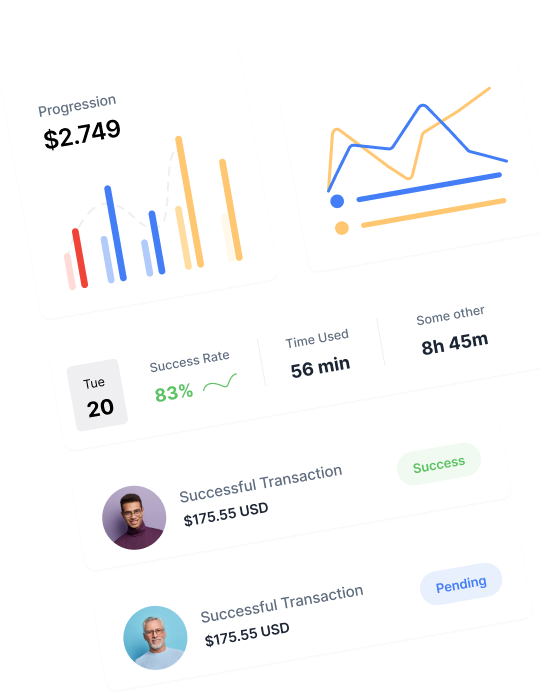 Progression
$2.749
Tue
20
Success Rate
83%
Time Used
56 min
Some other
8h 45m
Successful Transaction
$175.55 USD
Success
Successful Transaction
$175.55 USD
Pending